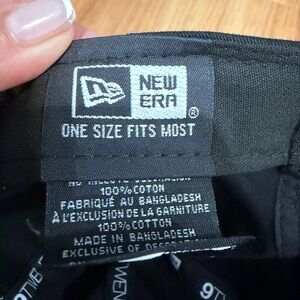 NEW
ERA®
ONE SIZE FITS MOST
100% COTON
FABRIQUÉ AU BANGLADESH
À L'EXCLUSION DE LA GARNITURE
100% COTTON
MADE IN BANGLADESH
EXCLUSIVE OF